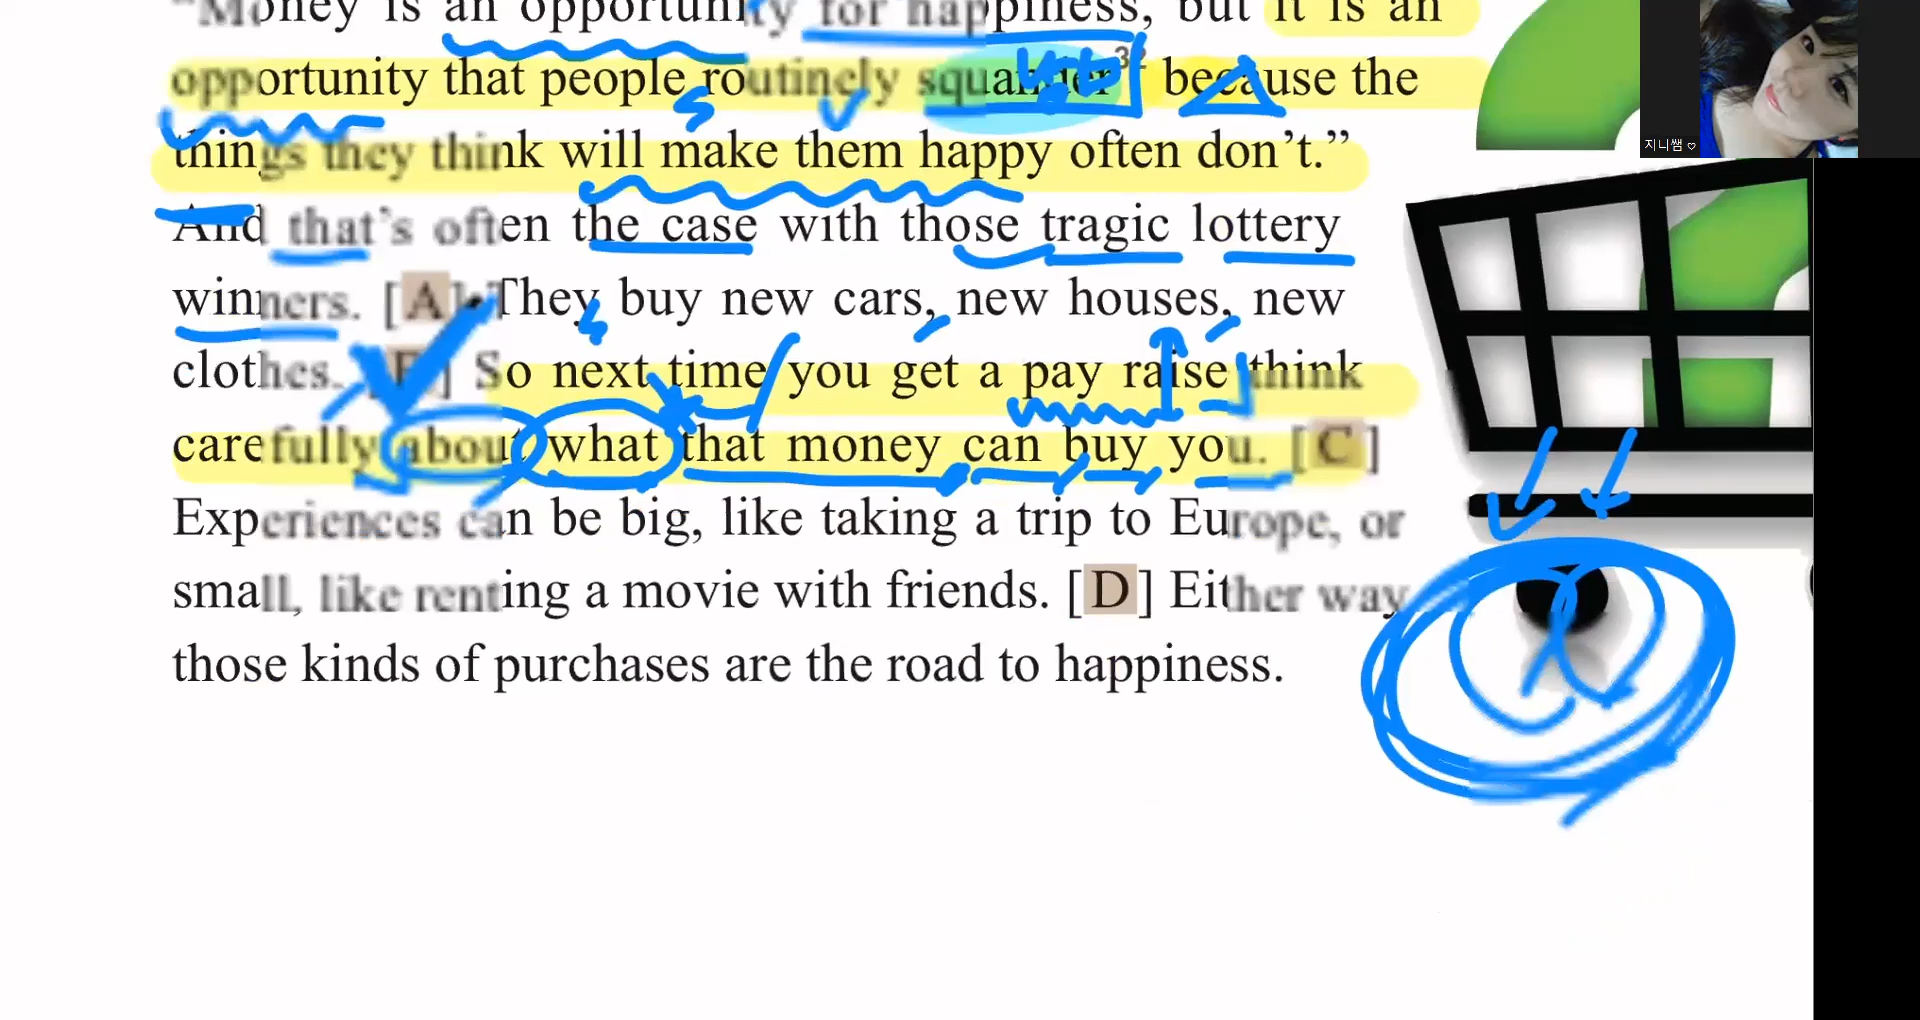 "Money is an opportunity for happiness, but it is an
opportunity that people routinely squander³² because the
things they think will make them happy often don't."
And that's often the case with those tragic lottery
winners. [A] They buy new cars, new houses, new
clothes. [B] So next time you get a pay raise think
carefully about what that money can buy you. [C]
Experiences can be big, like taking a trip to Europe, or
small, like renting a movie with friends. [D] Either way
those kinds of purchases are the road to happiness.
지니쌤 ♡